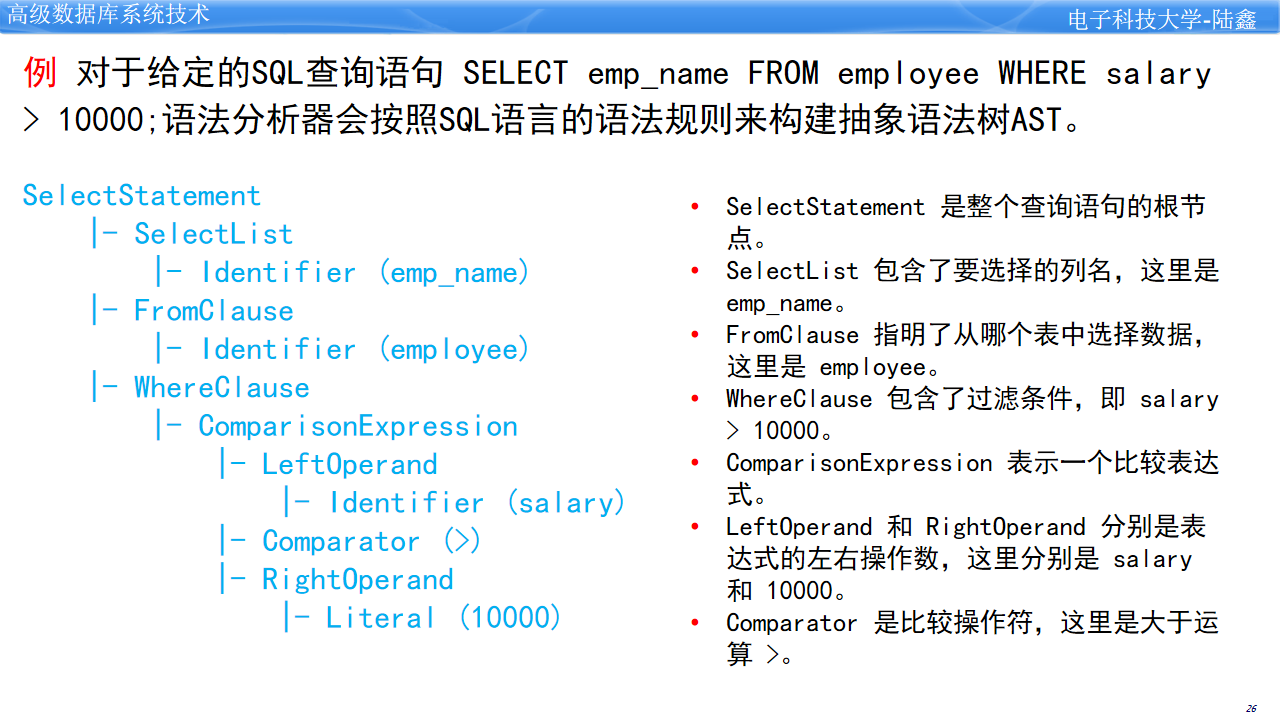 高级数据库系统技术
电子科技大学-陆鑫
例 对于给定的SQL查询语句 SELECT emp_name FROM employee WHERE salary
> 10000;语法分析器会按照SQL语言的语法规则来构建抽象语法树AST。
SelectStatement
|- SelectList
|- Identifier (emp_name)
|- FromClause
|- Identifier (employee)
|- WhereClause
|- ComparisonExpression
|- LeftOperand
|- Identifier (salary)
|- Comparator (>)
|- RightOperand
|- Literal (10000)
• SelectStatement 是整个查询语句的根节
点。
• SelectList 包含了要选择的列名，这里是
emp_name。
• FromClause 指明了从哪个表中选择数据，
这里是 employee。
• WhereClause 包含了过滤条件，即 salary
> 10000。
• ComparisonExpression 表示一个比较表达
式。
• LeftOperand 和 RightOperand 分别是表
达式的左右操作数，这里分别是 salary
和 10000。
• Comparator 是比较操作符，这里是大于运
算 >。
26